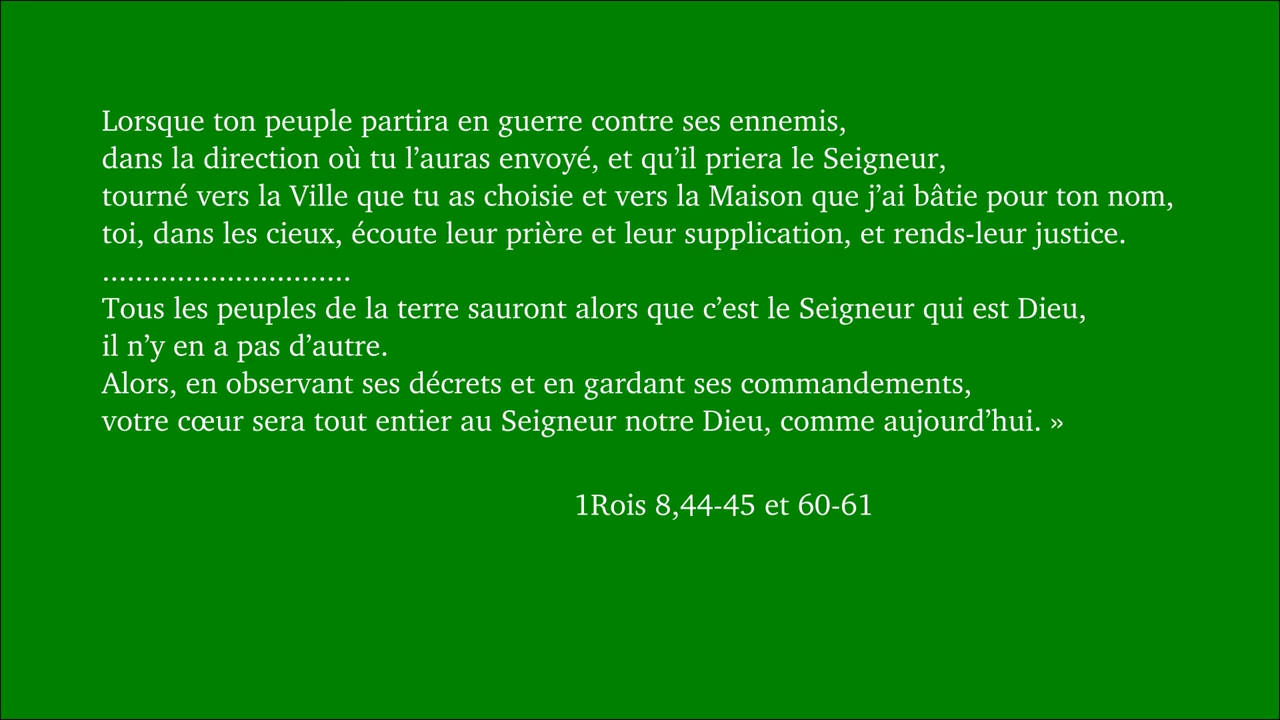 Lorsque ton peuple partira en guerre contre ses ennemis,
dans la direction où tu l’auras envoyé, et qu’il priera le Seigneur,
tourné vers la Ville que tu as choisie et vers la Maison que j’ai bâtie pour ton nom,
toi, dans les cieux, écoute leur prière et leur supplication, et rends-leur justice.
..............................
Tous les peuples de la terre sauront alors que c’est le Seigneur qui est Dieu,
il n’y en a pas d’autre.
Alors, en observant ses décrets et en gardant ses commandements,
votre cœur sera tout entier au Seigneur notre Dieu, comme aujourd’hui. »
1Rois 8,44-45 et 60-61